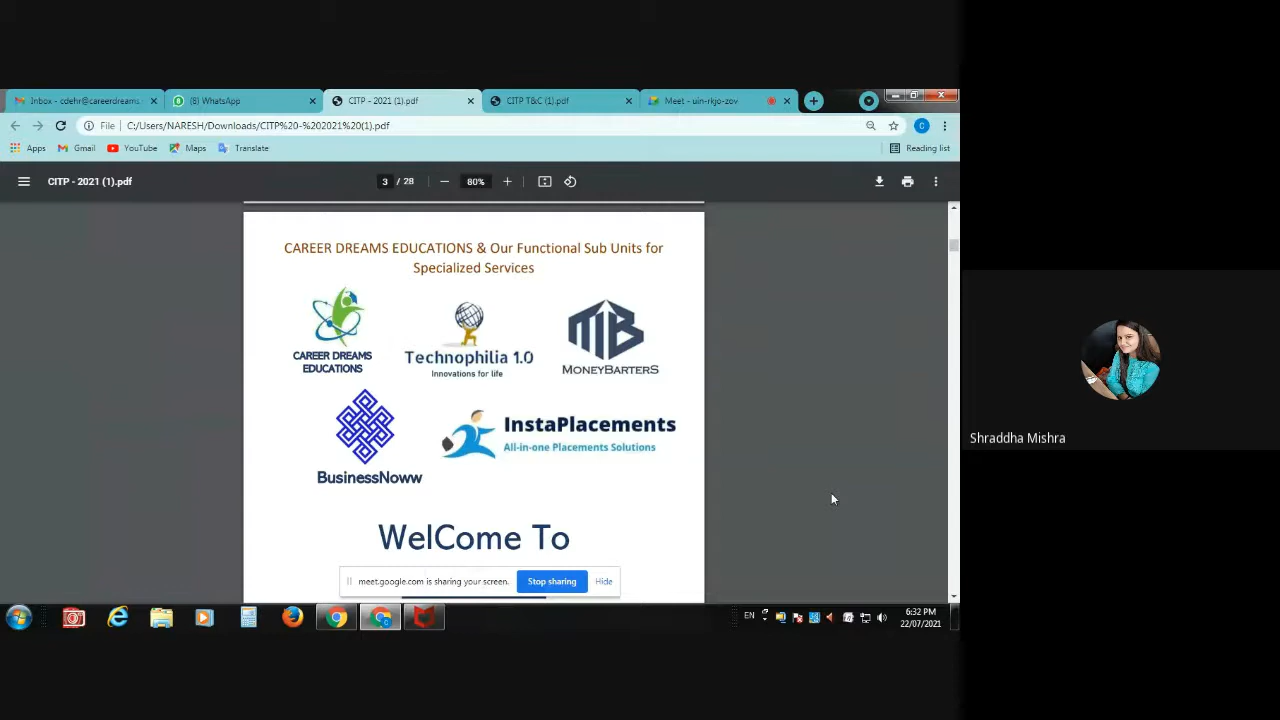 Inbox - cdehr@careerdreams
(8) WhatsApp
CITP - 2021 (1).pdf
CITP T&C (1).pdf
Meet - uin-rkjo-zov
File
C:/Users/NARESH/Downloads/CITP%20-%202021%20(1).pdf
C
Apps
Gmail
YouTube
Maps
Translate
Reading list
CITP - 2021 (1).pdf
3 / 28
80%
CAREER DREAMS EDUCATIONS & Our Functional Sub Units for
Specialized Services
CAREER DREAMS
EDUCATIONS
Technophilia 1.0
Innovations for life
MB
MONEYBARTERS
BusinessNoww
InstaPlacements
All-in-one Placements Solutions
WelCome To
meet.google.com is sharing your screen.
Stop sharing
Hide
Shraddha Mishra
EN
6:32 PM
22/07/2021